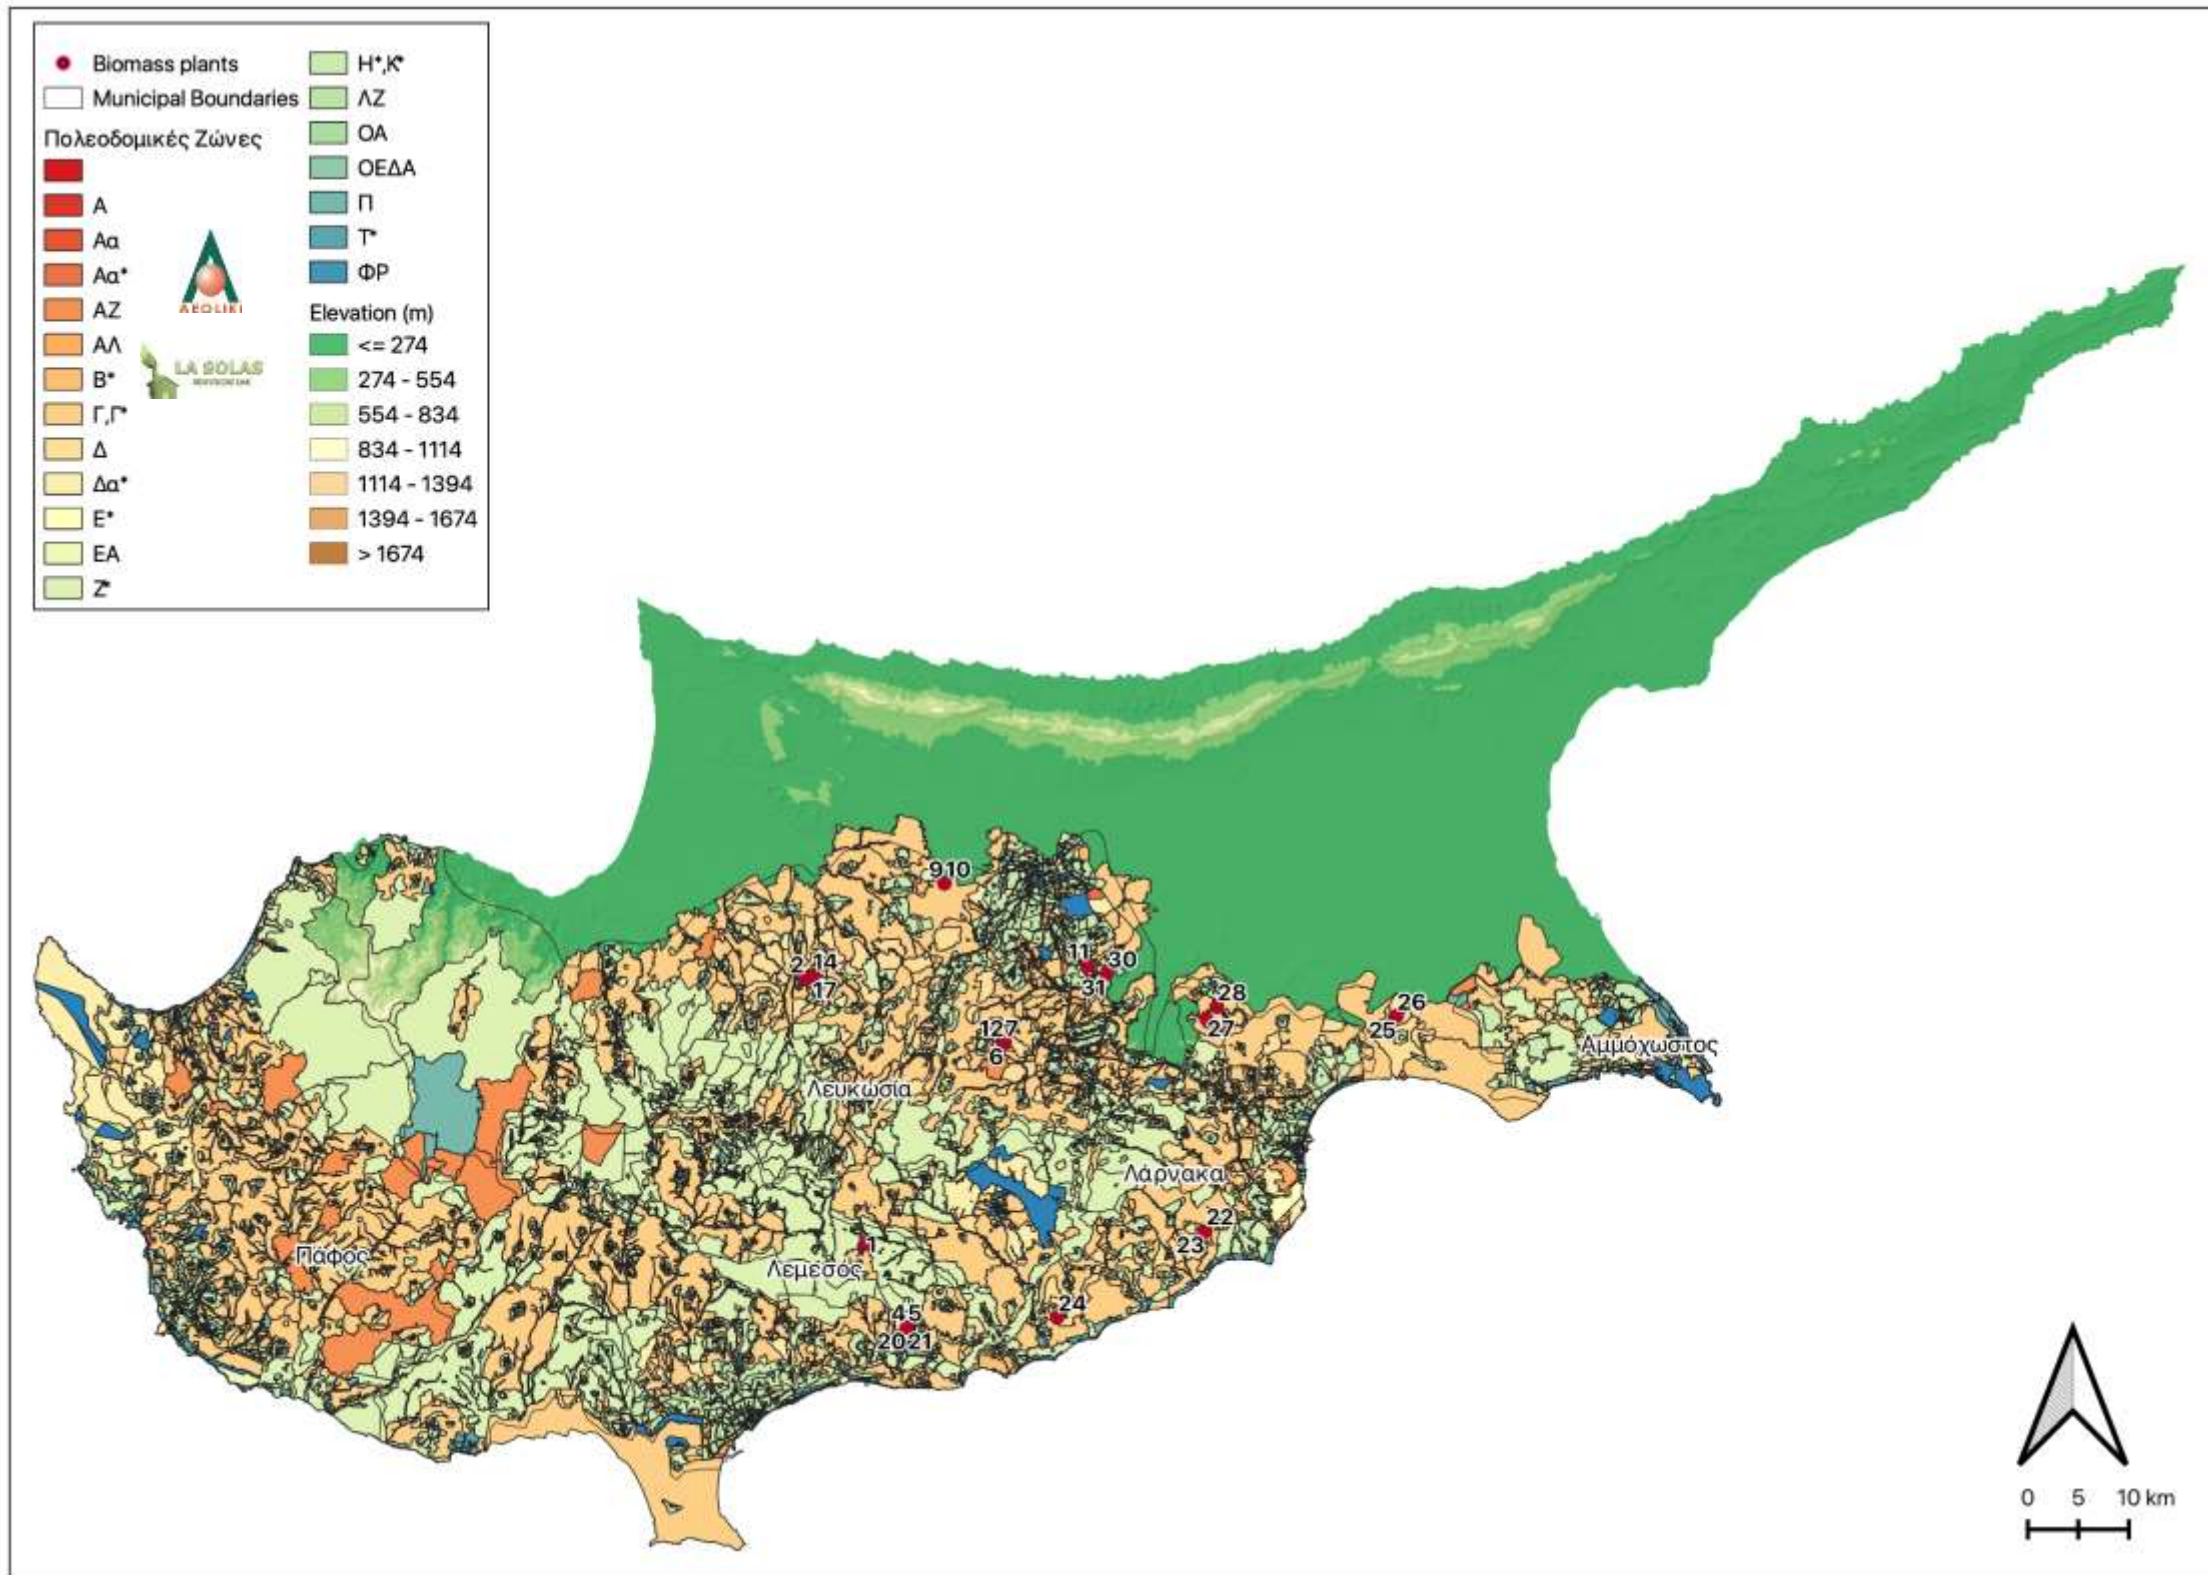 Biomass plants
Municipal Boundaries
Πολεοδομικές Ζώνες
Α
Αα
Αα*
ΑΖ
ΑΛ
Β*
Γ,Γ*
Δ
Δα*
Ε*
ΕΑ
Ζ*
Η*,Κ*
ΛΖ
ΟΑ
ΟΕΔΑ
Π
Τ*
ΦΡ
Elevation (m)
<= 274
274 - 554
554 - 834
834 - 1114
1114 - 1394
1394 - 1674
> 1674
AEOLIKI
LA SOLAS
910
2 14
17
11
30
31
28
27
127
6
26
25
Αμμόχωστος
Λευκωσία
Λάρνακα
22
23
1
Λεμεσός
Πάφος
24
45
2021
0 5 10 km